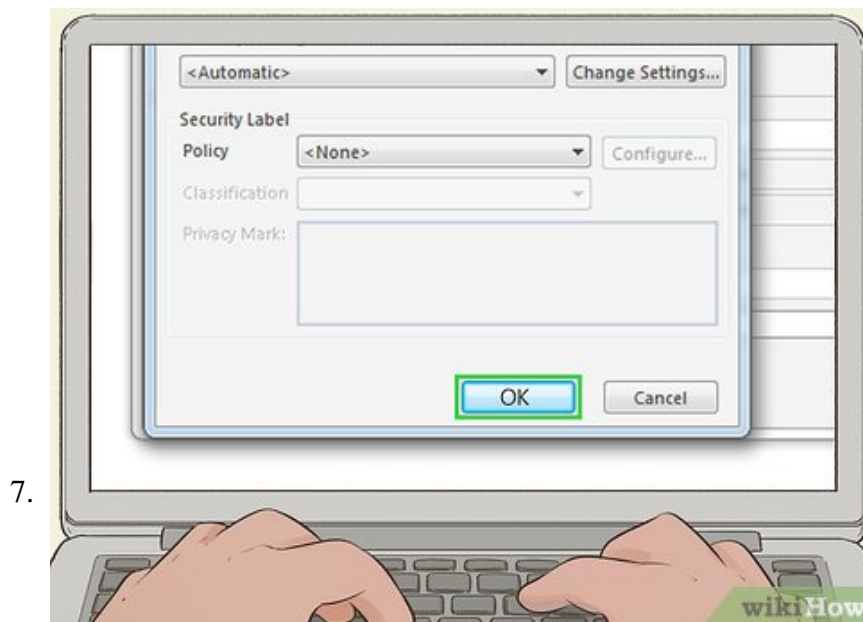 <Automatic>
Change Settings...
Security Label
Policy
<None>
Configure...
Classification
Privacy Mark:
OK
Cancel
7.
wikiHow